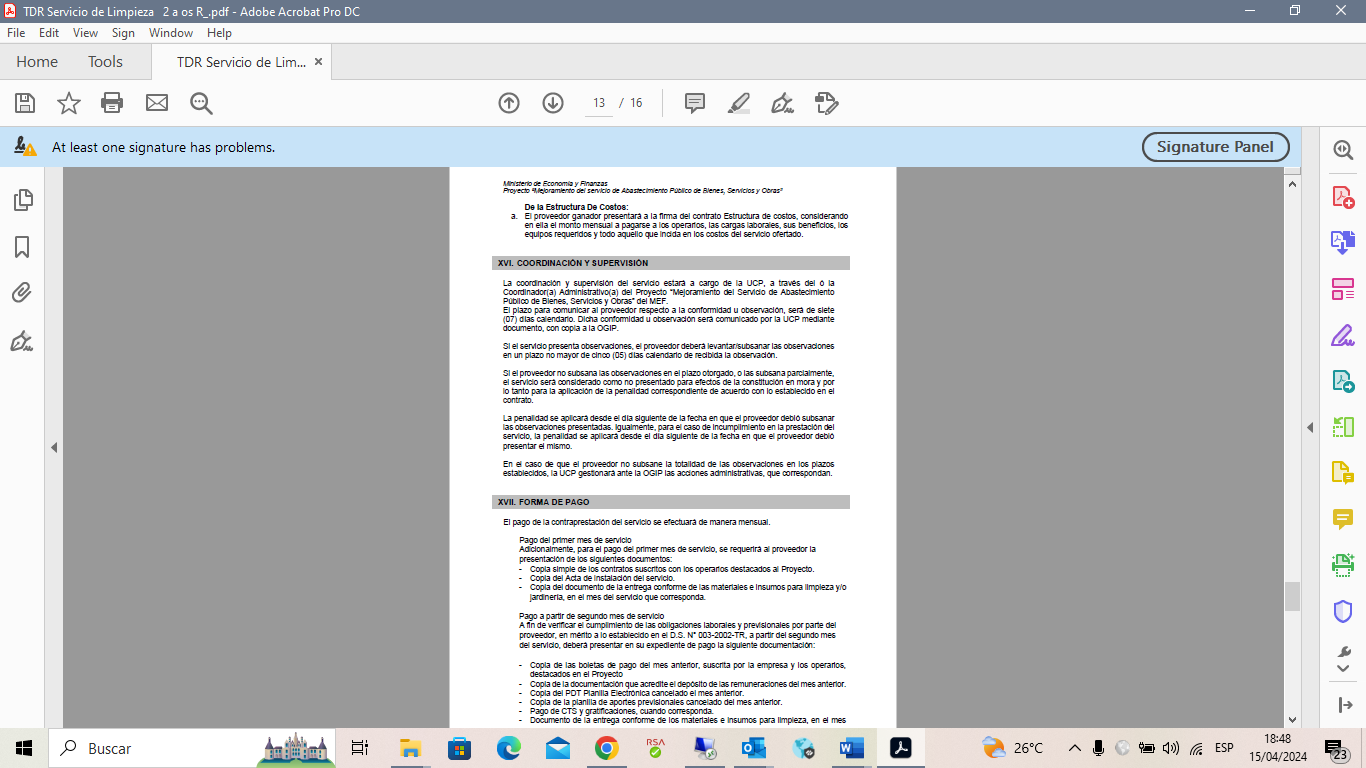 TDR Servicio de Limpieza   2 a os R_.pdf - Adobe Acrobat Pro DC
File Edit View Sign Window Help
Home Tools TDR Servicio de Lim... ×
13 / 16
At least one signature has problems.
Signature Panel
Ministerio de Economía y Finanzas
Proyecto "Mejoramiento del servicio de Abastecimiento Público de Bienes, Servicios y Obras"
De la Estructura De Costos:
a. El proveedor ganador presentará a la firma del contrato Estructura de costos, considerando
en ella el monto mensual a pagarse a los operarios, las cargas laborales, sus beneficios, los
equipos requeridos y todo aquello que incida en los costos del servicio ofertado.
XVI. COORDINACIÓN Y SUPERVISIÓN
La coordinación y supervisión del servicio estará a cargo de la UCP, a través del ó la
Coordinador(a) Administrativo(a) del Proyecto "Mejoramiento del Servicio de Abastecimiento
Público de Bienes, Servicios y Obras" del MEF.
El plazo para comunicar al proveedor respecto a la conformidad u observación, será de siete
(07) días calendario. Dicha conformidad u observación será comunicado por la UCP mediante
documento, con copia a la OGIP.
Si el servicio presenta observaciones, el proveedor deberá levantar/subsanar las observaciones
en un plazo no mayor de cinco (05) días calendario de recibida la observación.
Si el proveedor no subsana las observaciones en el plazo otorgado, o las subsana parcialmente,
el servicio será considerado como no presentado para efectos de la constitución en mora y por
lo tanto para la aplicación de la penalidad correspondiente de acuerdo con lo establecido en el
contrato.
La penalidad se aplicará desde el día siguiente de la fecha en que el proveedor debió subsanar
las observaciones presentadas. Igualmente, para el caso de incumplimiento en la prestación del
servicio, la penalidad se aplicará desde el día siguiente de la fecha en que el proveedor debió
presentar el mismo.
En el caso de que el proveedor no subsane la totalidad de las observaciones en los plazos
establecidos, la UCP gestionará ante la OGIP las acciones administrativas, que correspondan.
XVII. FORMA DE PAGO
El pago de la contraprestación del servicio se efectuará de manera mensual.
Pago del primer mes de servicio
Adicionalmente, para el pago del primer mes de servicio, se requerirá al proveedor la
presentación de los siguientes documentos:
- Copia simple de los contratos suscritos con los operarios destacados al Proyecto.
- Copia del Acta de Instalación del servicio.
- Copia del documento de la entrega conforme de las materiales e insumos para limpieza y/o
jardinería, en el mes del servicio que corresponda.
Pago a partir de segundo mes de servicio
A fin de verificar el cumplimiento de las obligaciones laborales y previsionales por parte del
proveedor, en mérito a lo establecido en el D.S. N° 003-2002-TR, a partir del segundo mes
del servicio, deberá presentar en su expediente de pago la siguiente documentación:
- Copia de las boletas de pago del mes anterior, suscrita por la empresa y los operarios,
destacados en el Proyecto
- Copia de la documentación que acredite el depósito de las remuneraciones del mes anterior.
- Copia del PDT Planilla Electrónica cancelado el mes anterior.
- Copia de la planilla de aportes previsionales cancelado del mes anterior.
- Pago de CTS y gratificaciones, cuando corresponda.
- Documento de la entrega conforme de los materiales e insumos para limpieza, en el mes
Buscar
RSA
26°C
ESP
18:48
15/04/2024
23